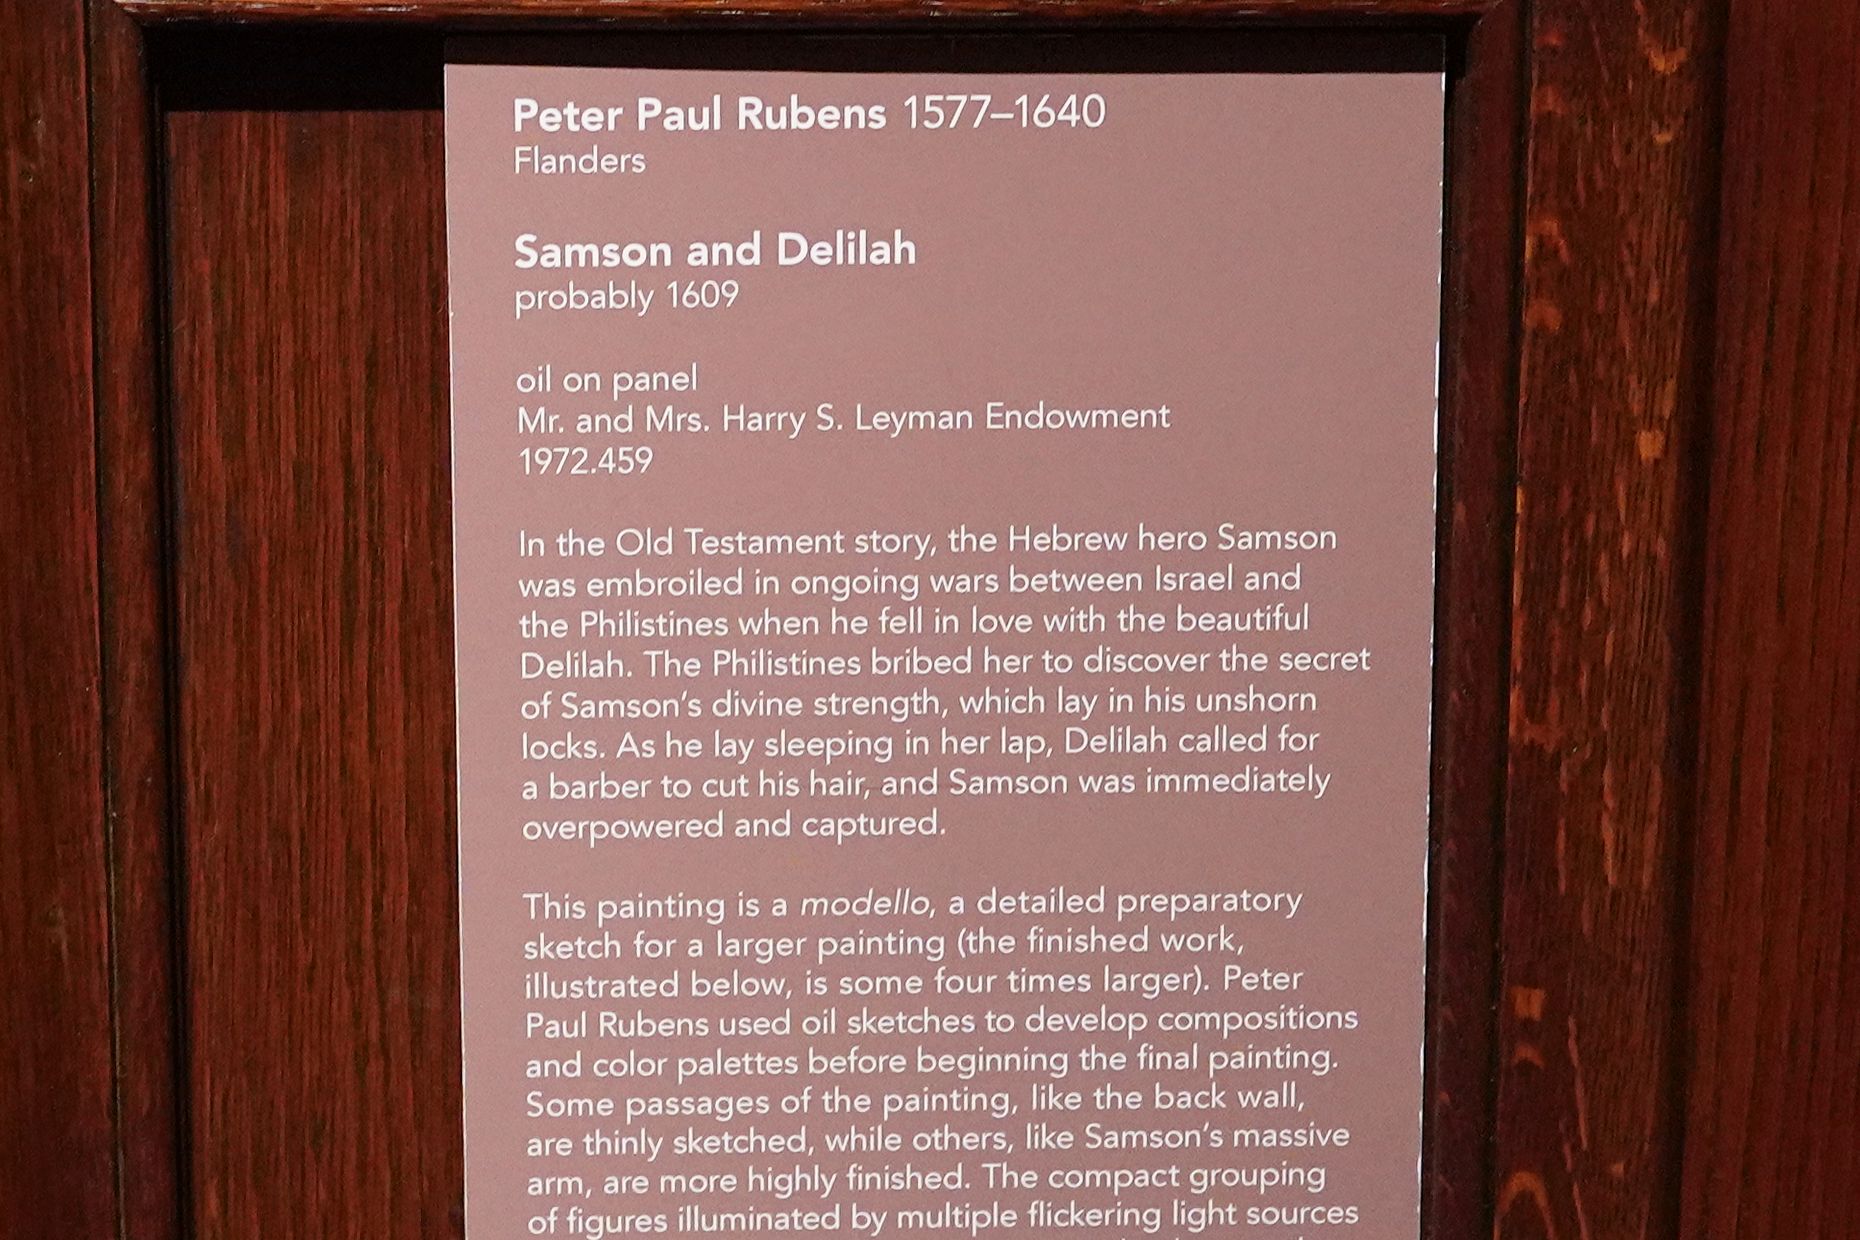 Peter Paul Rubens 1577–1640
Flanders
Samson and Delilah
probably 1609
oil on panel
Mr. and Mrs. Harry S. Leyman Endowment
1972.459
In the Old Testament story, the Hebrew hero Samson
was embroiled in ongoing wars between Israel and
the Philistines when he fell in love with the beautiful
Delilah. The Philistines bribed her to discover the secret
of Samson's divine strength, which lay in his unshorn
locks. As he lay sleeping in her lap, Delilah called for
a barber to cut his hair, and Samson was immediately
overpowered and captured.
This painting is a modello, a detailed preparatory
sketch for a larger painting (the finished work,
illustrated below, is some four times larger). Peter
Paul Rubens used oil sketches to develop compositions
and color palettes before beginning the final painting.
Some passages of the painting, like the back wall,
are thinly sketched, while others, like Samson's massive
arm, are more highly finished. The compact grouping
of figures illuminated by multiple flickering light sources